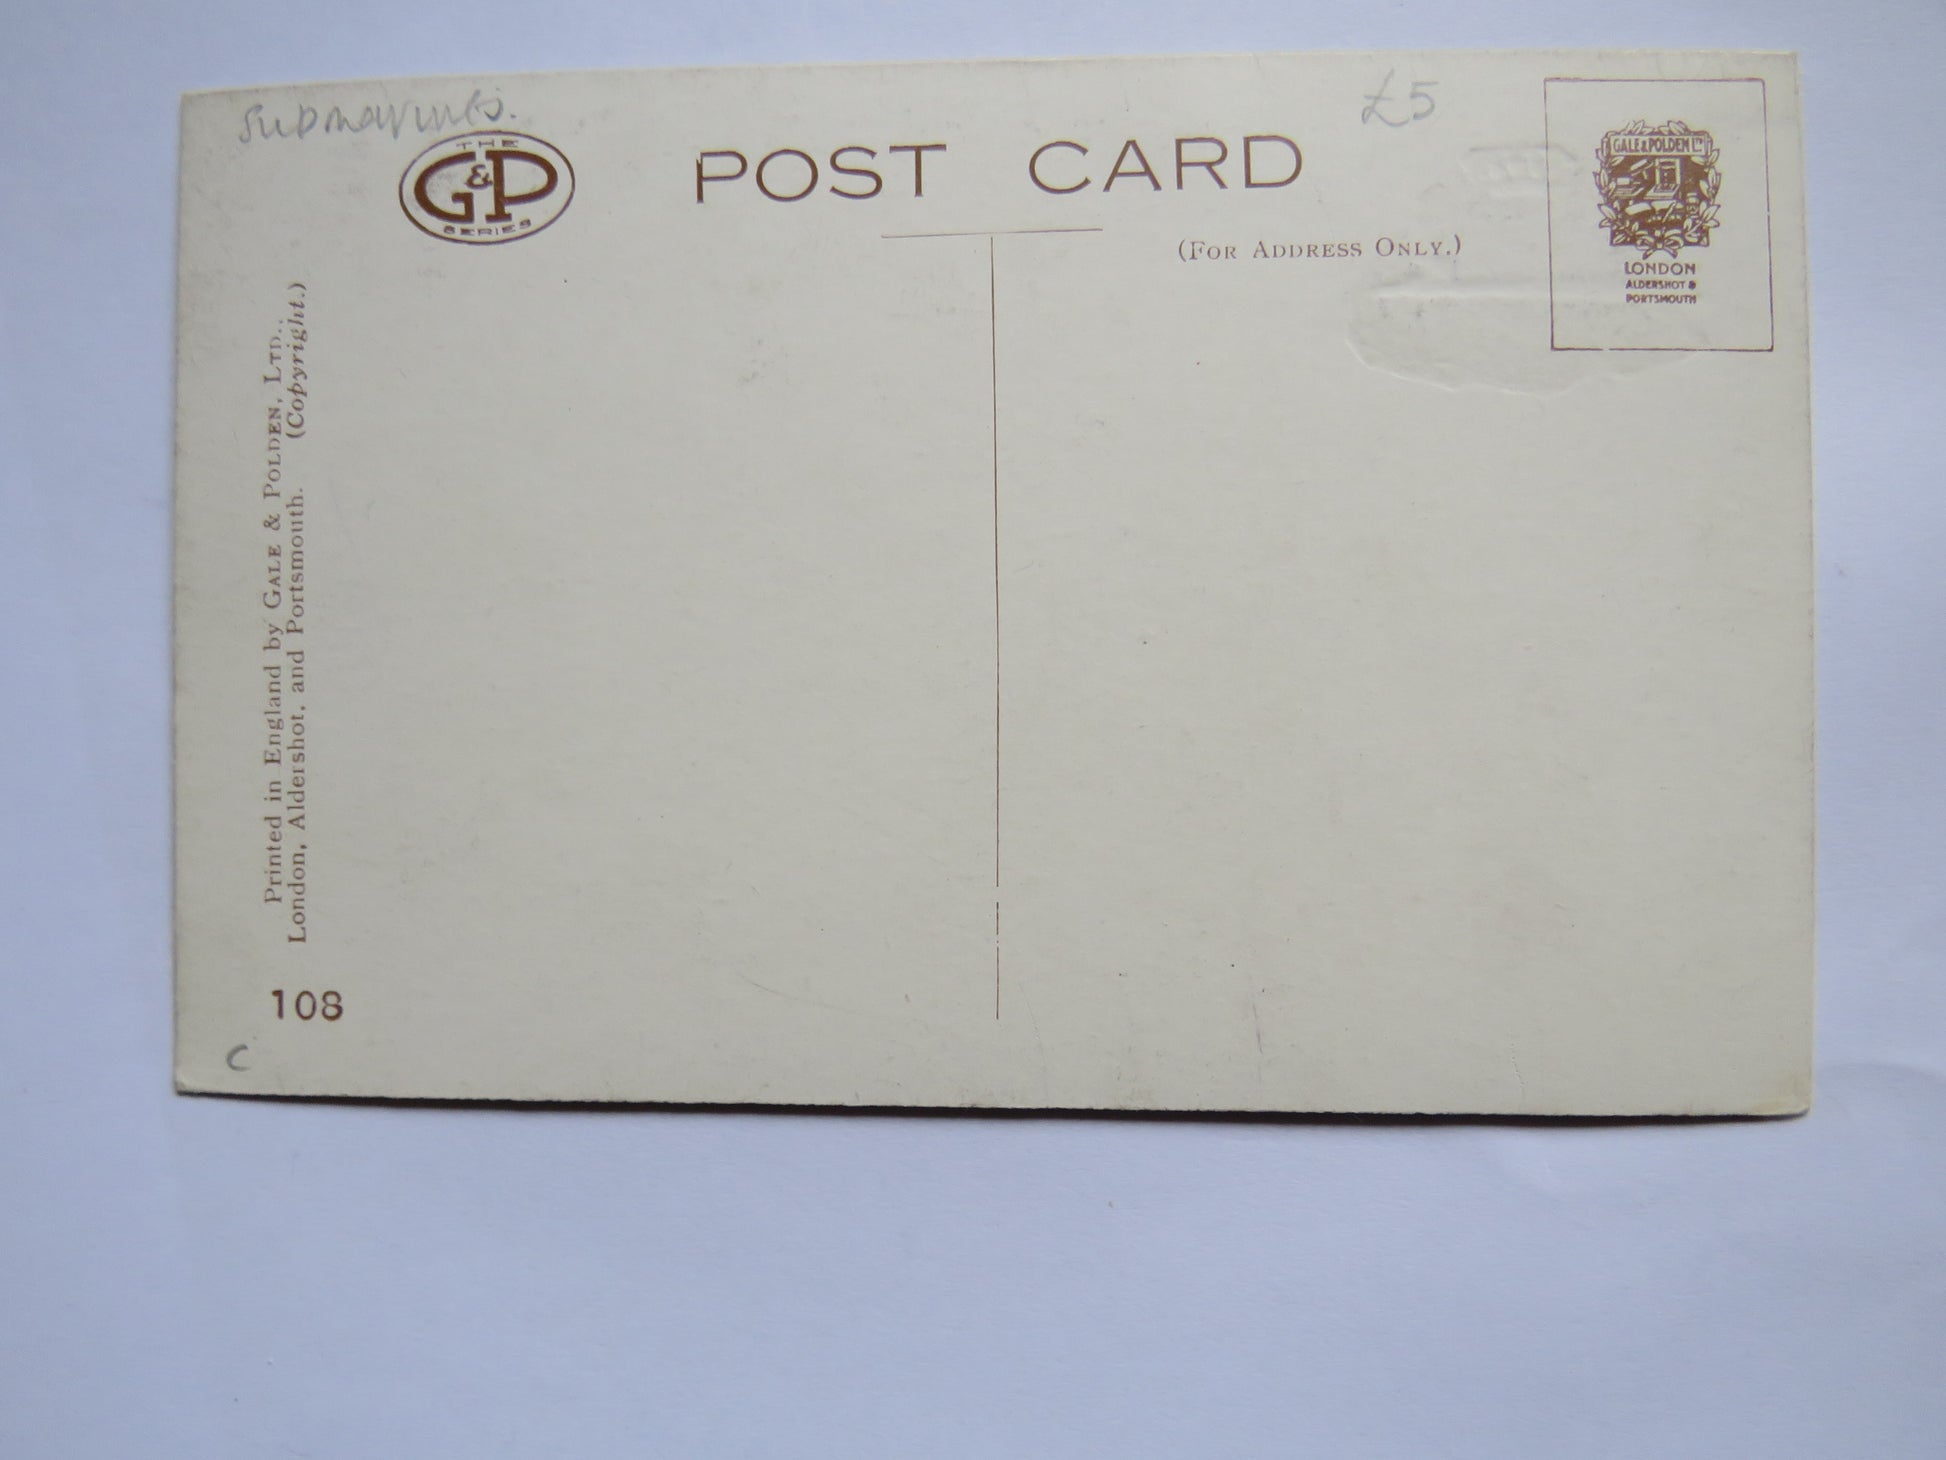 Submarines.
£5
THE
G&P
SERIES
POST CARD
(FOR ADDRESS ONLY.)
GALE & POLDEN LTD
LONDON
ALDERSHOT &
PORTSMOUTH
Printed in England by GALE & POLDEN, LTD.,
London, Aldershot, and Portsmouth. (Copyright.)
108
C